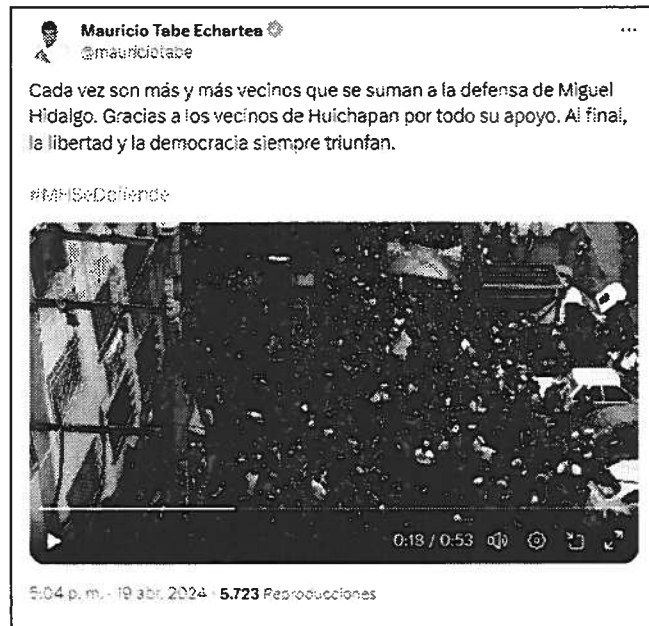 Mauricio Tabe Echartea
@mauriciotabe
Cada vez son más y más vecinos que se suman a la defensa de Miguel
Hidalgo. Gracias a los vecinos de Huichapan por todo su apoyo. Al final,
la libertad y la democracia siempre triunfan.
#MHSeDefiende
0:18 / 0:53
5:04 p. m. · 19 abr. 2024 · 5.723 Reproducciones